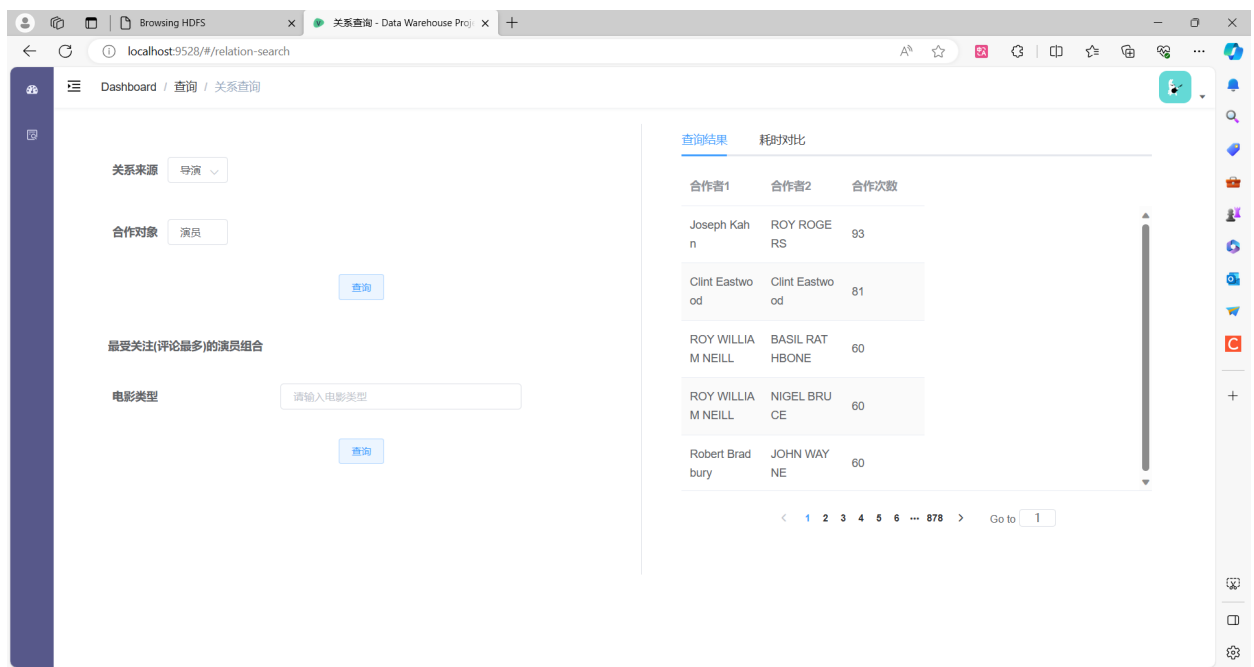 Browsing HDFS
关系查询 - Data Warehouse Proj
localhost:9528/#/relation-search
Dashboard / 查询 / 关系查询
关系来源 导演
合作对象 演员
查询
最受关注(评论最多)的演员组合
电影类型 请输入电影类型
查询
查询结果 耗时对比
合作者1 合作者2 合作次数
Joseph Kah ROY ROGE
n RS 93
Clint Eastwo Clint Eastwo
od od 81
ROY WILLIA BASIL RAT
M NEILL HBONE 60
ROY WILLIA NIGEL BRU
M NEILL CE 60
Robert Brad JOHN WAY
bury NE 60
1 2 3 4 5 6 ··· 878 Go to 1